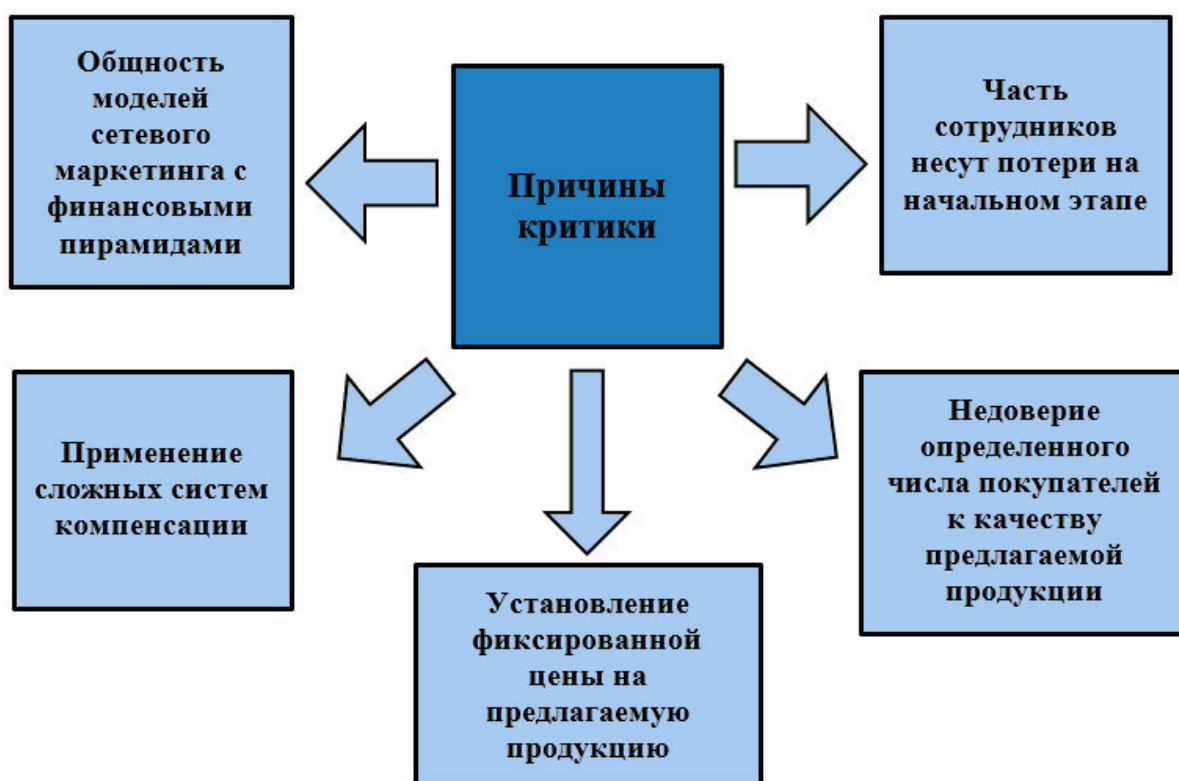 Общность
моделей
сетевого
маркетинга с
финансовыми
пирамидами
Причины
критики
Часть
сотрудников
несут потери на
начальном этапе
Применение
сложных систем
компенсации
Установление
фиксированной
цены на
предлагаемую
продукцию
Недоверие
определенного
числа покупателей
к качеству
предлагаемой
продукции